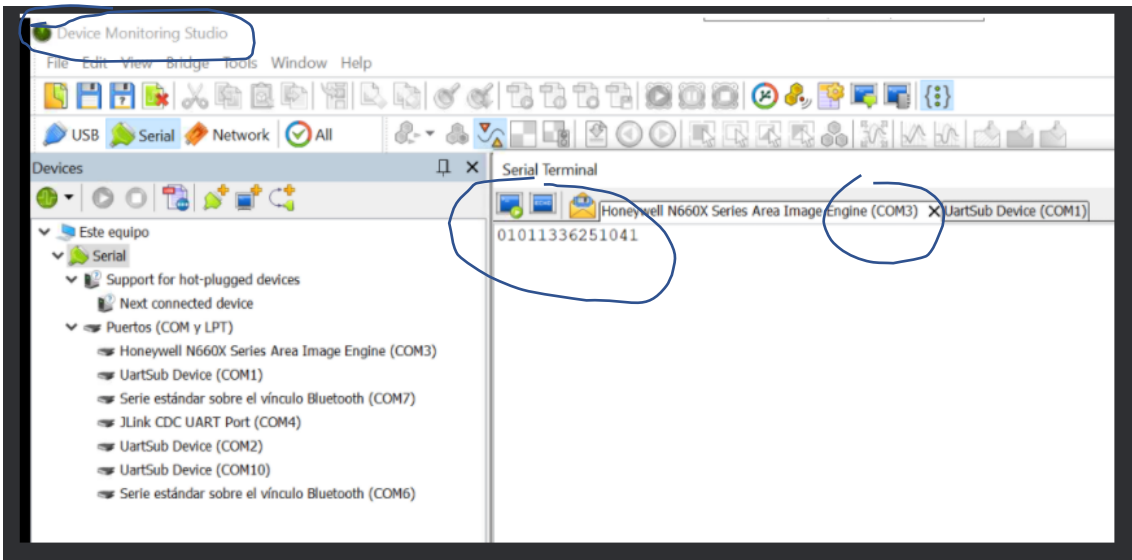 Device Monitoring Studio
File Edit View Bridge Tools Window Help
USB Serial Network All
Devices
Serial Terminal
Honeywell N660X Series Area Image Engine (COM3) UartSub Device (COM1)
01011336251041
Este equipo
Serial
Support for hot-plugged devices
Next connected device
Puertos (COM y LPT)
Honeywell N660X Series Area Image Engine (COM3)
UartSub Device (COM1)
Serie estándar sobre el vínculo Bluetooth (COM7)
JLink CDC UART Port (COM4)
UartSub Device (COM2)
UartSub Device (COM10)
Serie estándar sobre el vínculo Bluetooth (COM6)